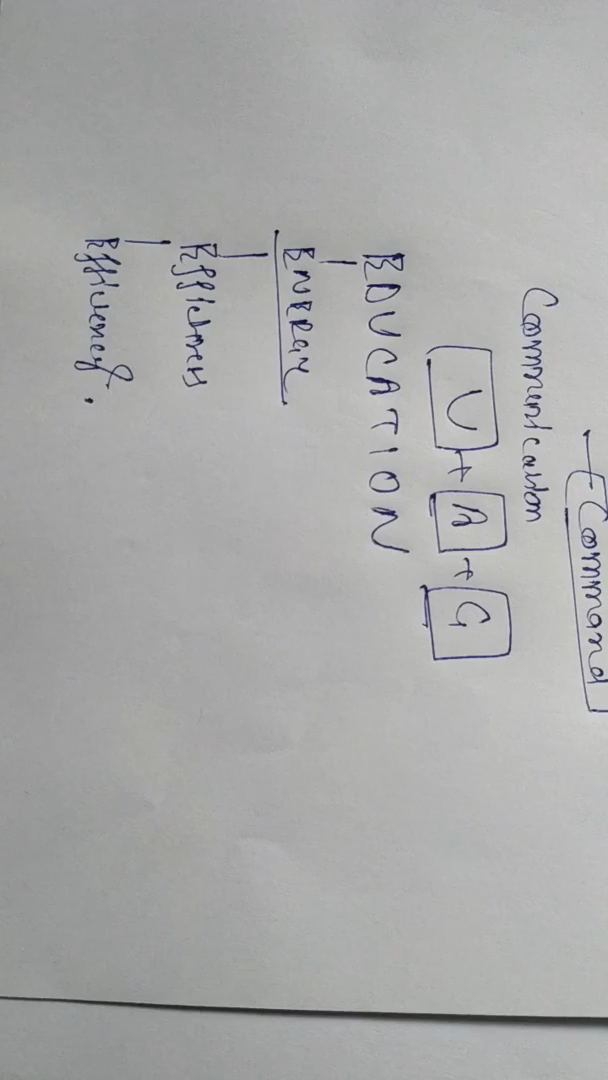 Command
Communication
U + A + G
EDUCATION
ENERGY
Efficiency.